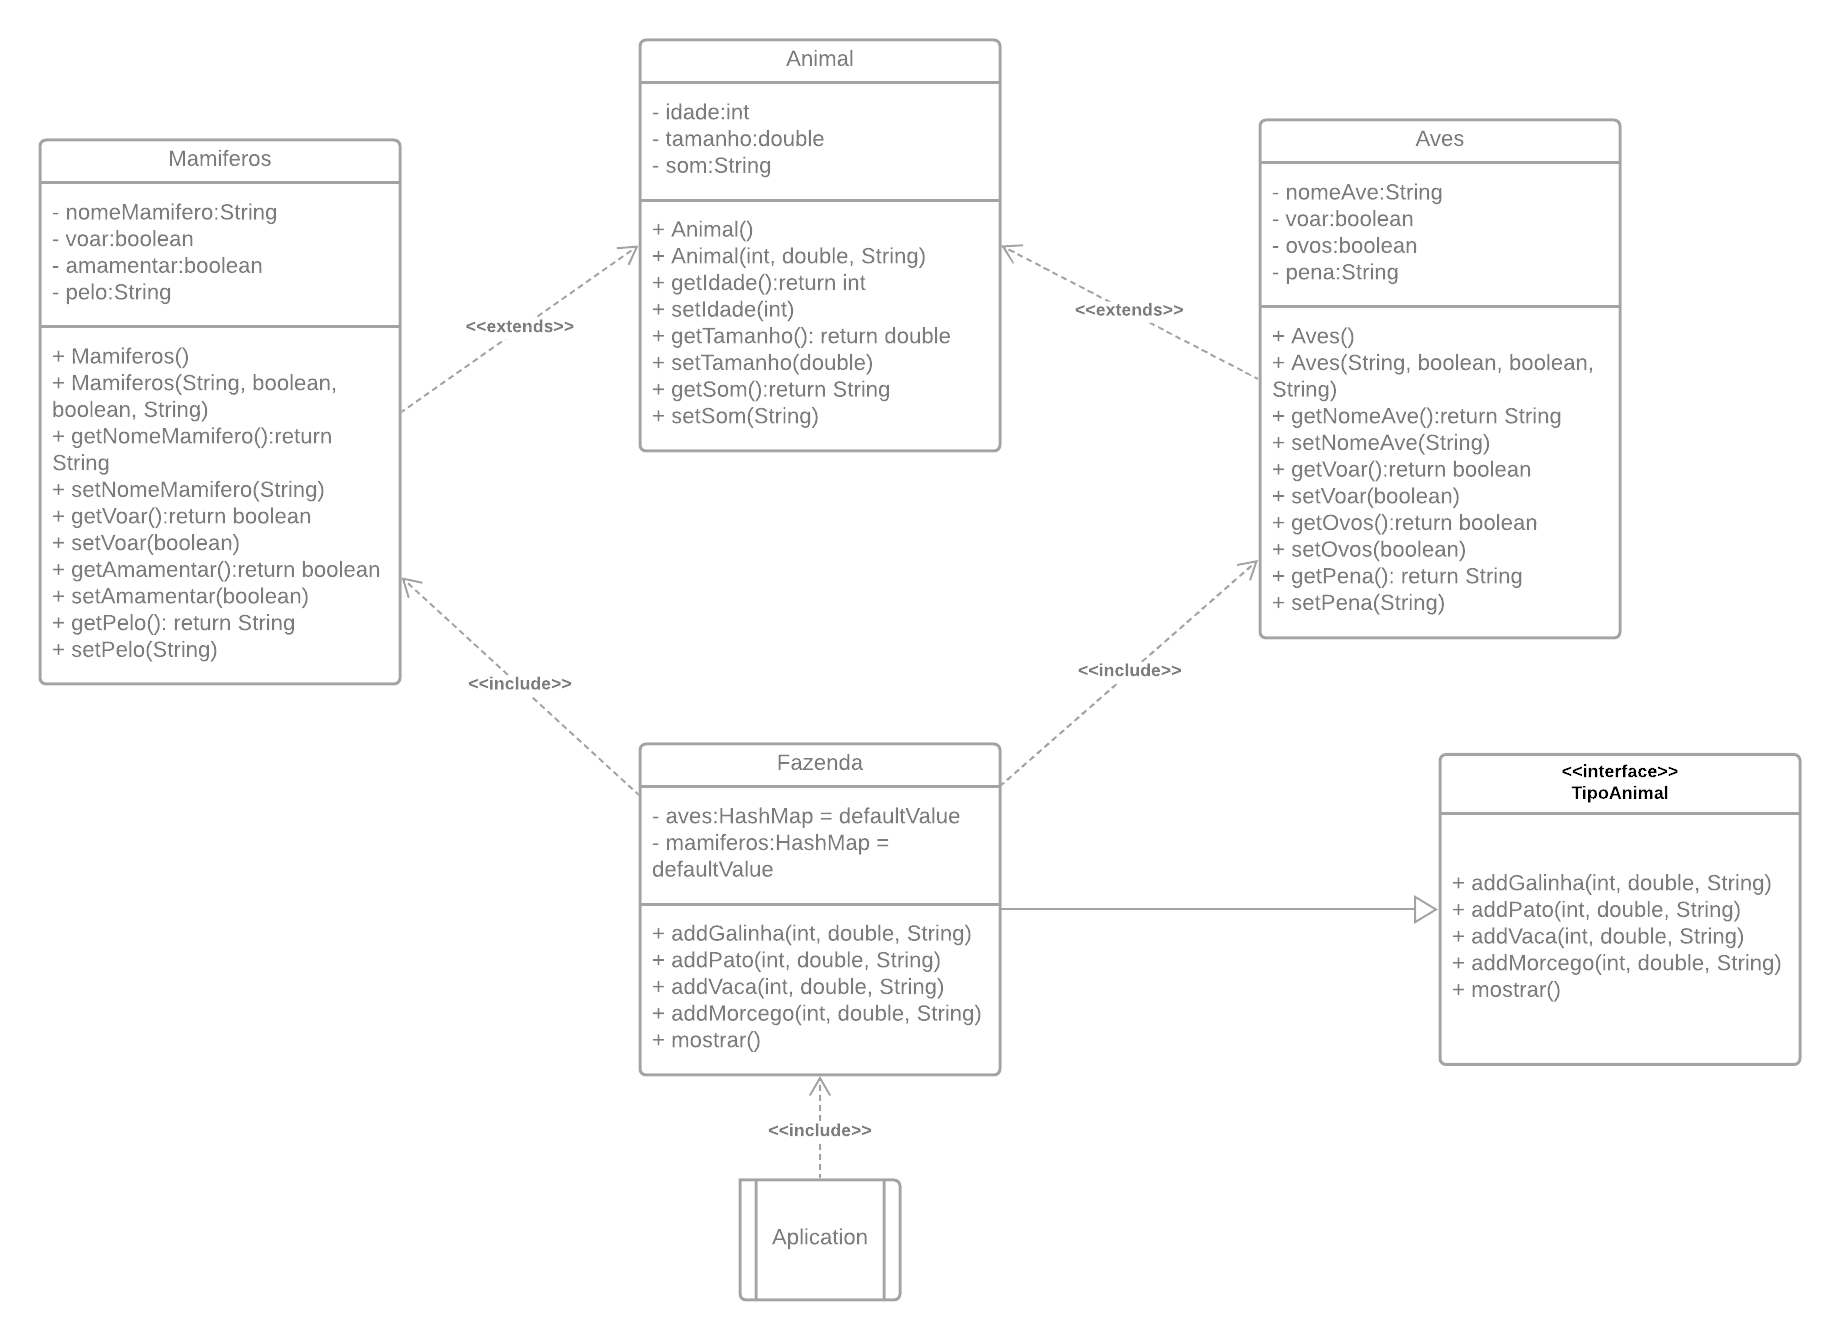 Animal
- idade:int
- tamanho:double
- som:String
+ Animal()
+ Animal(int, double, String)
+ getIdade():return int
+ setIdade(int)
+ getTamanho(): return double
+ setTamanho(double)
+ getSom():return String
+ setSom(String)
Mamiferos
- nomeMamifero:String
- voar:boolean
- amamentar:boolean
- pelo:String
+ Mamiferos()
+ Mamiferos(String, boolean,
boolean, String)
+ getNomeMamifero():return
String
+ setNomeMamifero(String)
+ getVoar():return boolean
+ setVoar(boolean)
+ getAmamentar():return boolean
+ setAmamentar(boolean)
+ getPelo(): return String
+ setPelo(String)
Aves
- nomeAve:String
- voar:boolean
- ovos:boolean
- pena:String
+ Aves()
+ Aves(String, boolean, boolean,
String)
+ getNomeAve():return String
+ setNomeAve(String)
+ getVoar():return boolean
+ setVoar(boolean)
+ getOvos():return boolean
+ setOvos(boolean)
+ getPena(): return String
+ setPena(String)
<<extends>>
<<extends>>
<<include>>
<<include>>
Fazenda
- aves:HashMap = defaultValue
- mamiferos:HashMap =
defaultValue
+ addGalinha(int, double, String)
+ addPato(int, double, String)
+ addVaca(int, double, String)
+ addMorcego(int, double, String)
+ mostrar()
<<interface>>
TipoAnimal
+ addGalinha(int, double, String)
+ addPato(int, double, String)
+ addVaca(int, double, String)
+ addMorcego(int, double, String)
+ mostrar()
<<include>>
Aplication